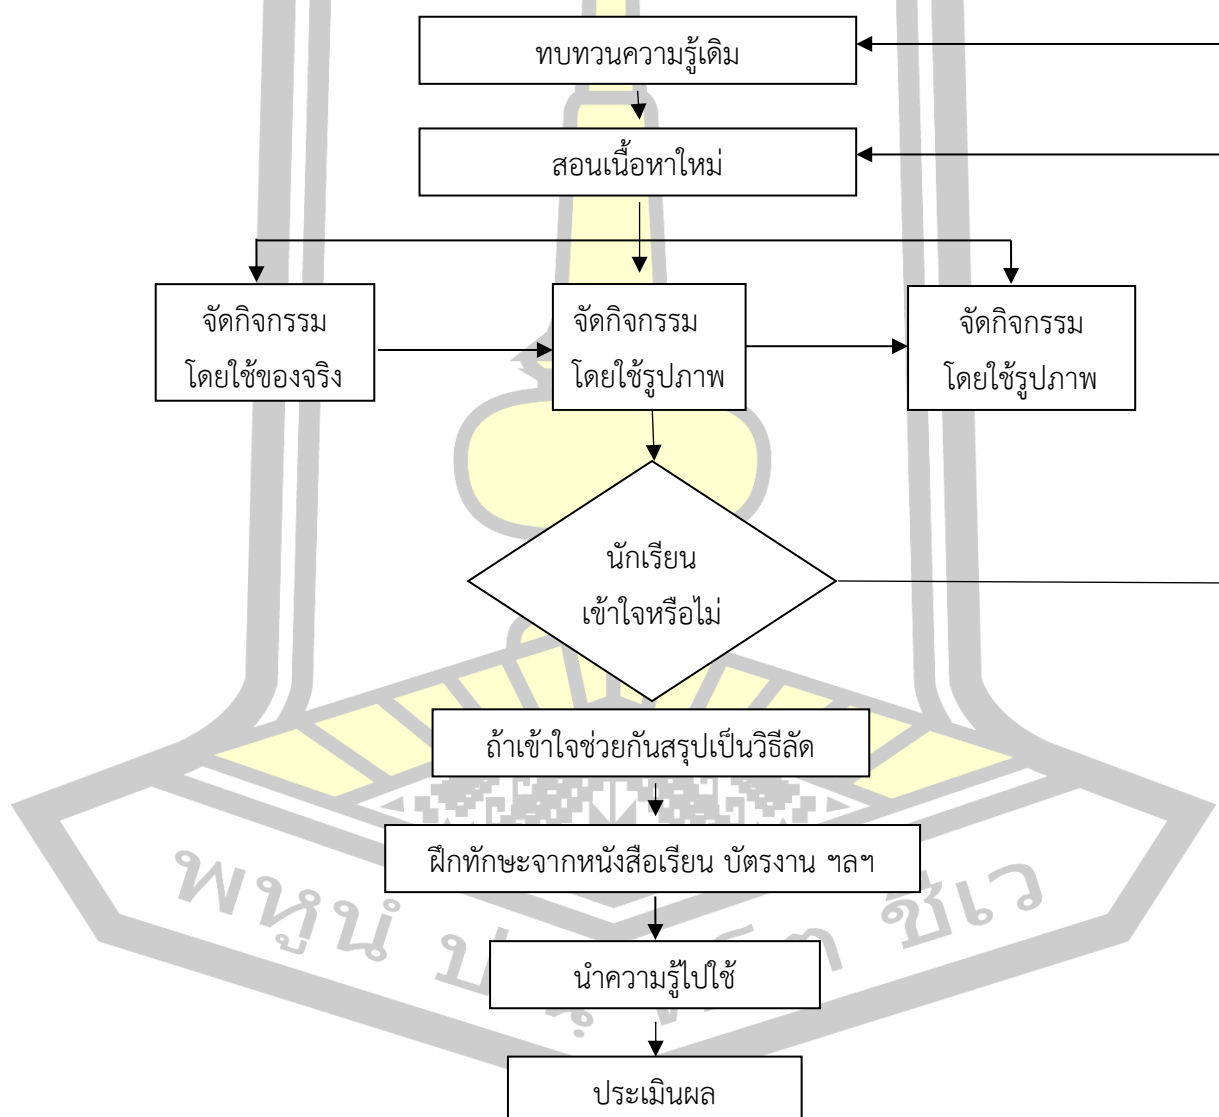 ทบทวนความรู้เดิม
สอนเนื้อหาใหม่
จัดกิจกรรม
โดยใช้ของจริง
จัดกิจกรรม
โดยใช้รูปภาพ
จัดกิจกรรม
โดยใช้รูปภาพ
นักเรียน
เข้าใจหรือไม่
ถ้าเข้าใจช่วยกันสรุปเป็นวิธีลัด
ฝึกทักษะจากหนังสือเรียน บัตรงาน ฯลฯ
นำความรู้ไปใช้
ประเมินผล
พหูนํ
ชีเว